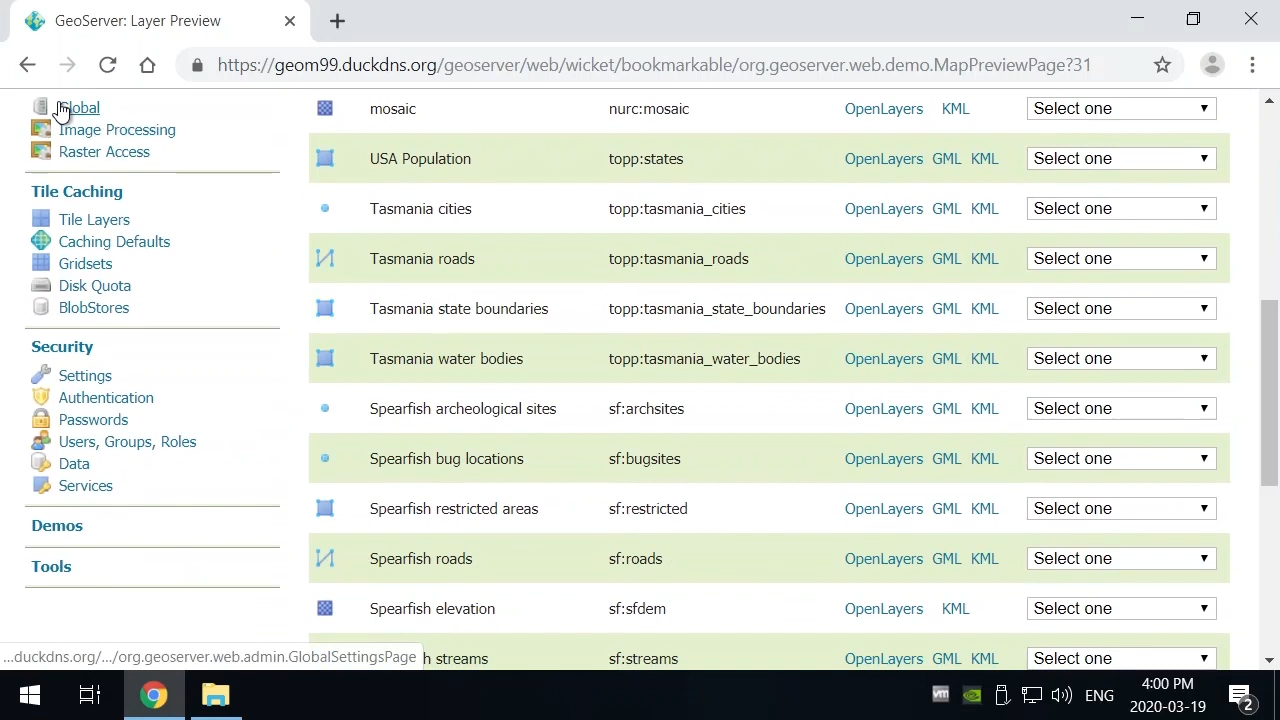 GeoServer: Layer Preview
https://geom99.duckdns.org/geoserver/web/wicket/bookmarkable/org.geoserver.web.demo.MapPreviewPage?31
Global
Image Processing
Raster Access
Tile Caching
Tile Layers
Caching Defaults
Gridsets
Disk Quota
BlobStores
Security
Settings
Authentication
Passwords
Users, Groups, Roles
Data
Services
Demos
Tools
mosaic nurc:mosaic OpenLayers KML Select one
USA Population topp:states OpenLayers GML KML Select one
Tasmania cities topp:tasmania_cities OpenLayers GML KML Select one
Tasmania roads topp:tasmania_roads OpenLayers GML KML Select one
Tasmania state boundaries topp:tasmania_state_boundaries OpenLayers GML KML Select one
Tasmania water bodies topp:tasmania_water_bodies OpenLayers GML KML Select one
Spearfish archeological sites sf:archsites OpenLayers GML KML Select one
Spearfish bug locations sf:bugsites OpenLayers GML KML Select one
Spearfish restricted areas sf:restricted OpenLayers GML KML Select one
Spearfish roads sf:roads OpenLayers GML KML Select one
Spearfish elevation sf:sfdem OpenLayers KML Select one
streams sf:streams OpenLayers GML KML Select one
...duckdns.org/.../org.geoserver.web.admin.GlobalSettingsPage
vm
ENG
4:00 PM
2020-03-19
2